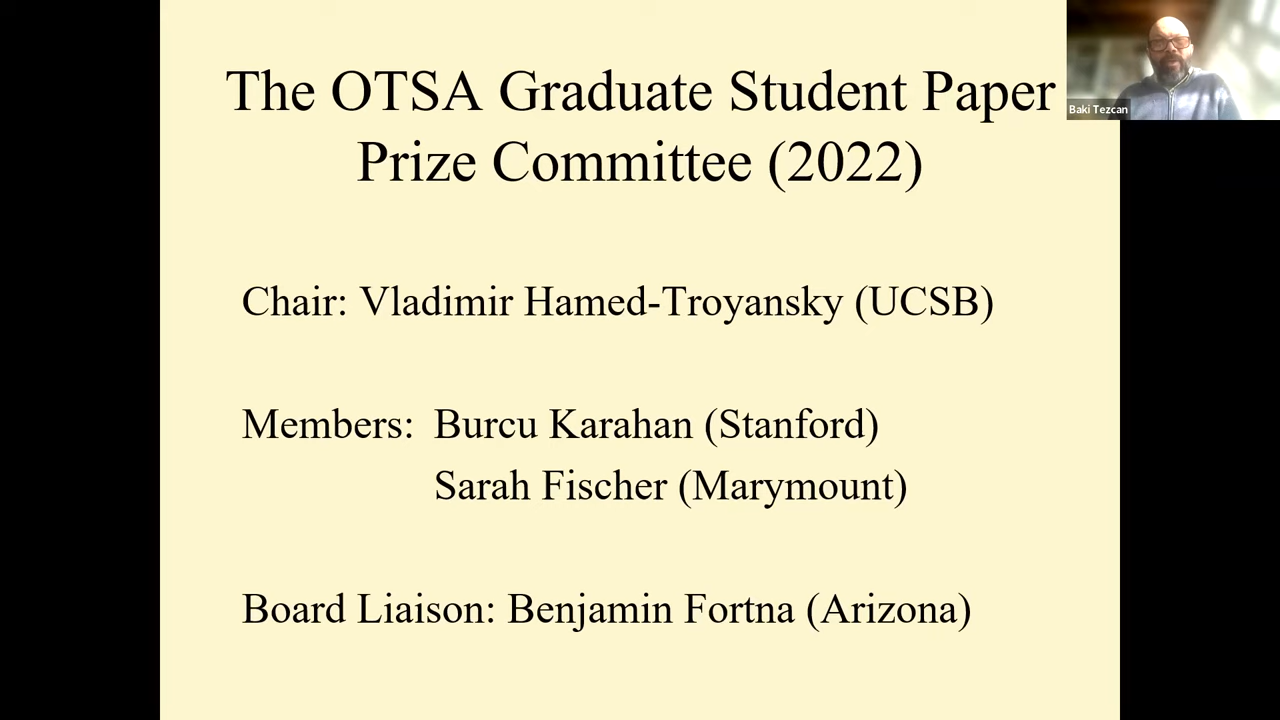 The OTSA Graduate Student Paper
Prize Committee (2022)
Baki Tezcan
Chair: Vladimir Hamed-Troyansky (UCSB)
Members: Burcu Karahan (Stanford)
Sarah Fischer (Marymount)
Board Liaison: Benjamin Fortna (Arizona)